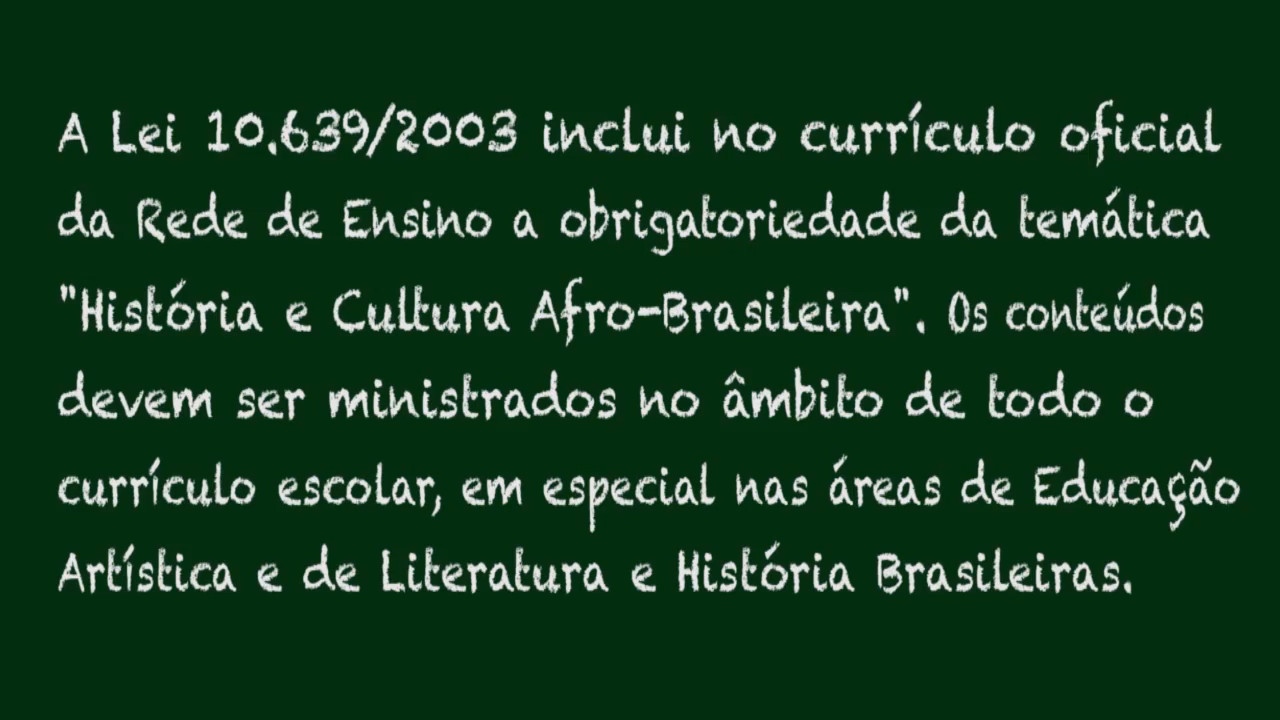 A Lei 10.639/2003 inclui no currículo oficial
da Rede de Ensino a obrigatoriedade da temática
"História e Cultura Afro-Brasileira". Os conteúdos
devem ser ministrados no âmbito de todo o
currículo escolar, em especial nas áreas de Educação
Artística e de Literatura e História Brasileiras.